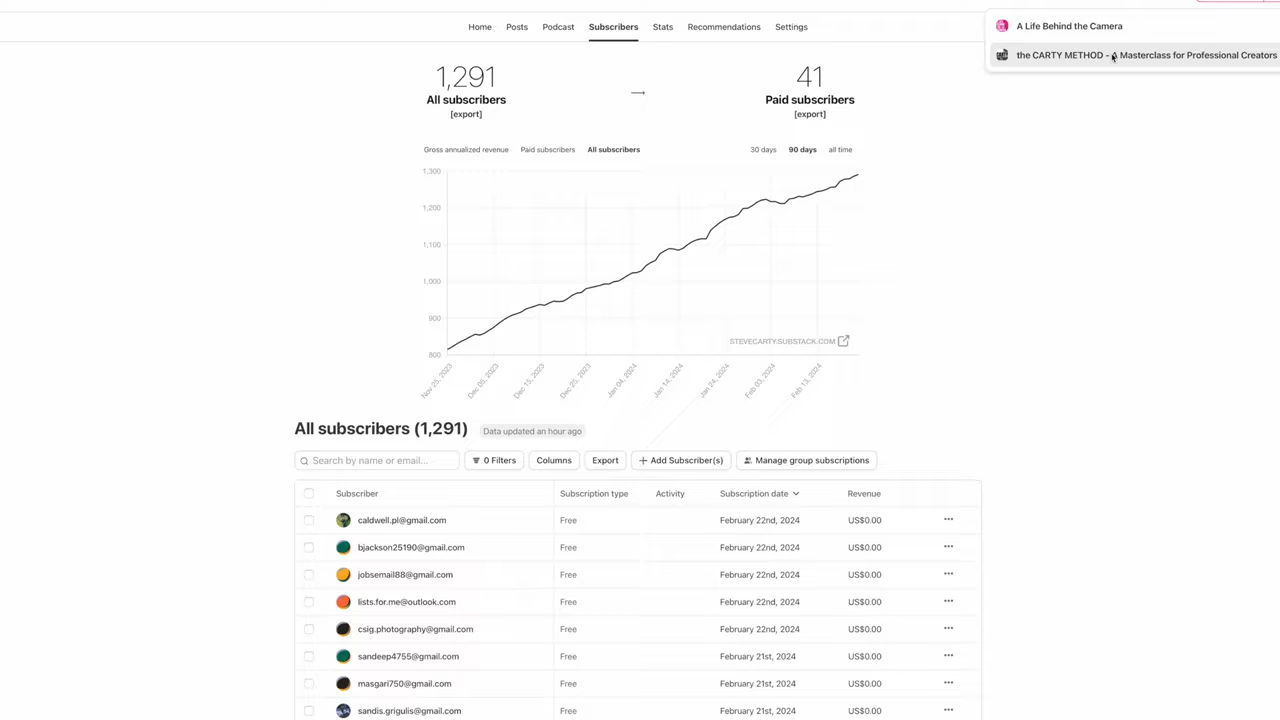 Home Posts Podcast Subscribers Stats Recommendations Settings
A Life Behind the Camera
the CARTY METHOD - A Masterclass for Professional Creators
1,291
All subscribers
[export]
→
41
Paid subscribers
[export]
Gross annualized revenue Paid subscribers All subscribers
30 days 90 days all time
1,300
1,200
1,100
1,000
900
800
STEVECARTY.SUBSTACK.COM
Nov 25, 2023 Dec 05, 2023 Dec 15, 2023 Dec 25, 2023 Jan 04, 2024 Jan 14, 2024 Jan 24, 2024 Feb 03, 2024 Feb 13, 2024
All subscribers (1,291) Data updated an hour ago
Search by name or email... 0 Filters Columns Export + Add Subscriber(s) Manage group subscriptions
Subscriber Subscription type Activity Subscription date Revenue
caldwell.pl@gmail.com Free February 22nd, 2024 US$0.00 •••
bjackson25190@gmail.com Free February 22nd, 2024 US$0.00 •••
jobsemail88@gmail.com Free February 22nd, 2024 US$0.00 •••
lists.for.me@outlook.com Free February 22nd, 2024 US$0.00 •••
csig.photography@gmail.com Free February 22nd, 2024 US$0.00 •••
sandeep4755@gmail.com Free February 21st, 2024 US$0.00 •••
masgari750@gmail.com Free February 21st, 2024 US$0.00 •••
sandis.grigulis@gmail.com Free February 21st, 2024 US$0.00 •••